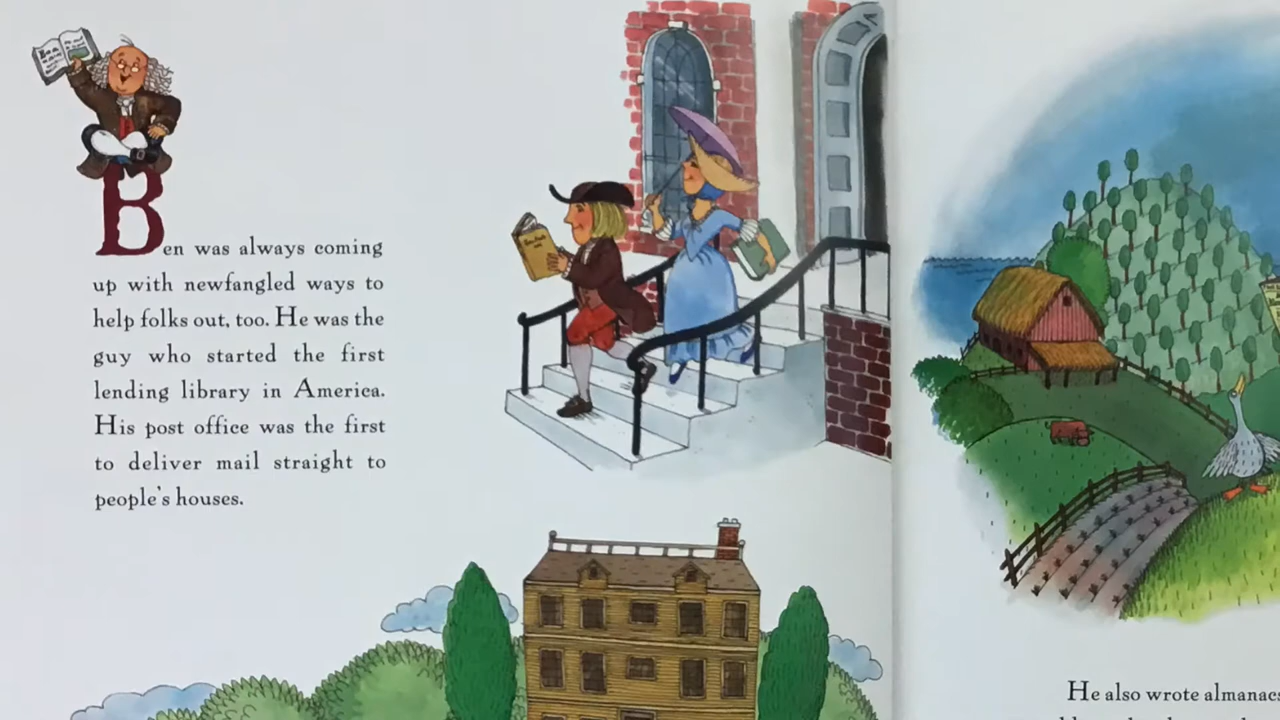 Ben was always coming
up with newfangled ways to
help folks out, too. He was the
guy who started the first
lending library in America.
His post office was the first
to deliver mail straight to
people's houses.
He also wrote almanacs